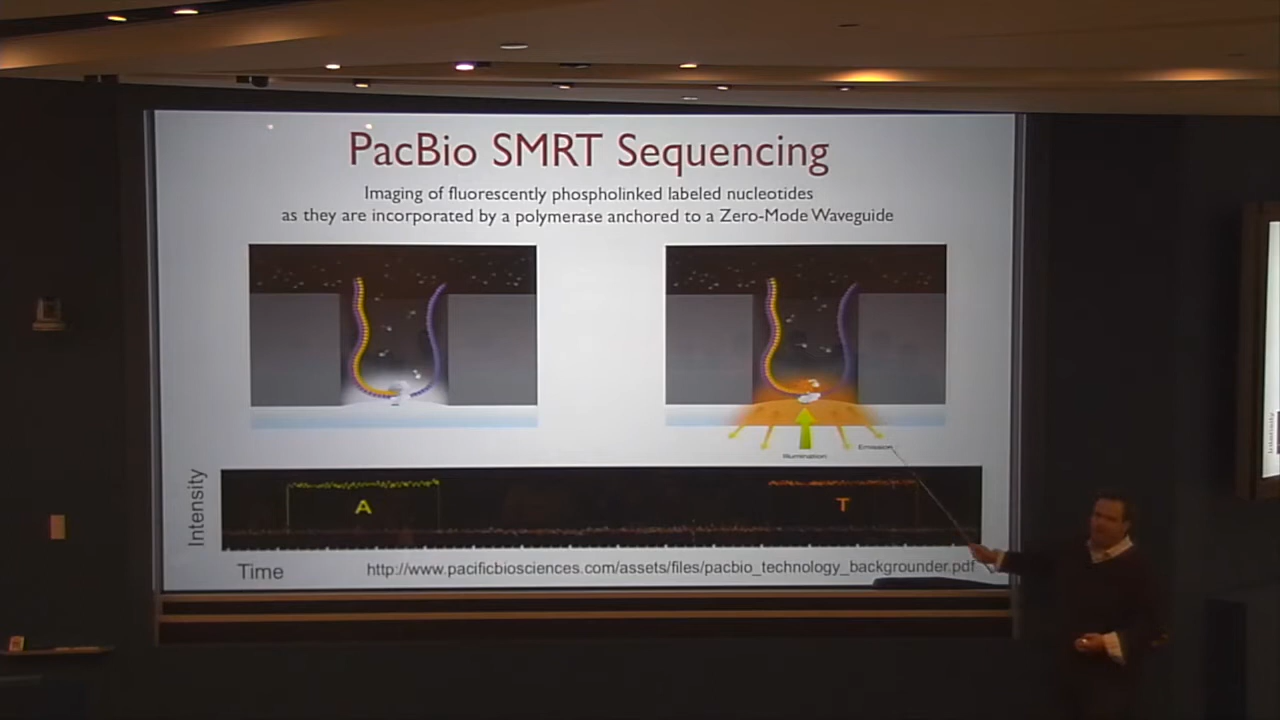 PacBio SMRT Sequencing
Imaging of fluorescently phospholinked labeled nucleotides
as they are incorporated by a polymerase anchored to a Zero-Mode Waveguide
Emission
Illumination
Intensity
A
T
Time
http://www.pacificbiosciences.com/assets/files/pacbio_technology_backgrounder.pdf
Intensity